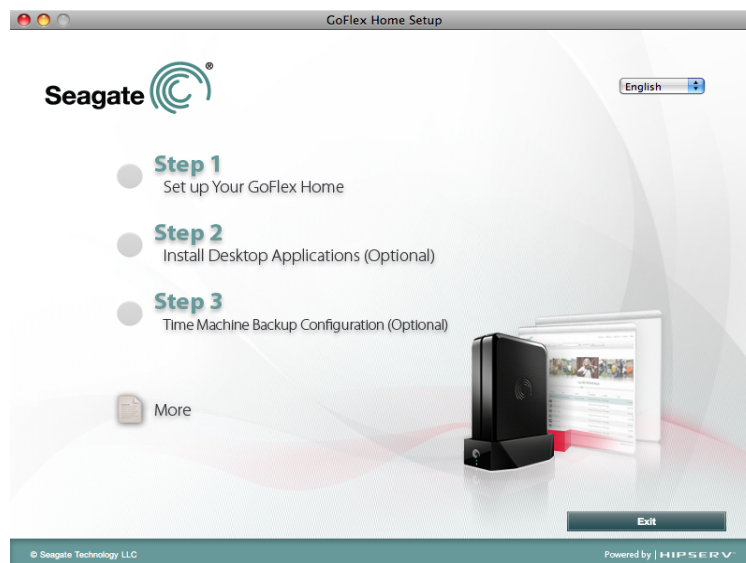 GoFlex Home Setup
Seagate
English
Step 1
Set up Your GoFlex Home
Step 2
Install Desktop Applications (Optional)
Step 3
Time Machine Backup Configuration (Optional)
More
Exit
© Seagate Technology LLC
Powered by | HIPSERV™